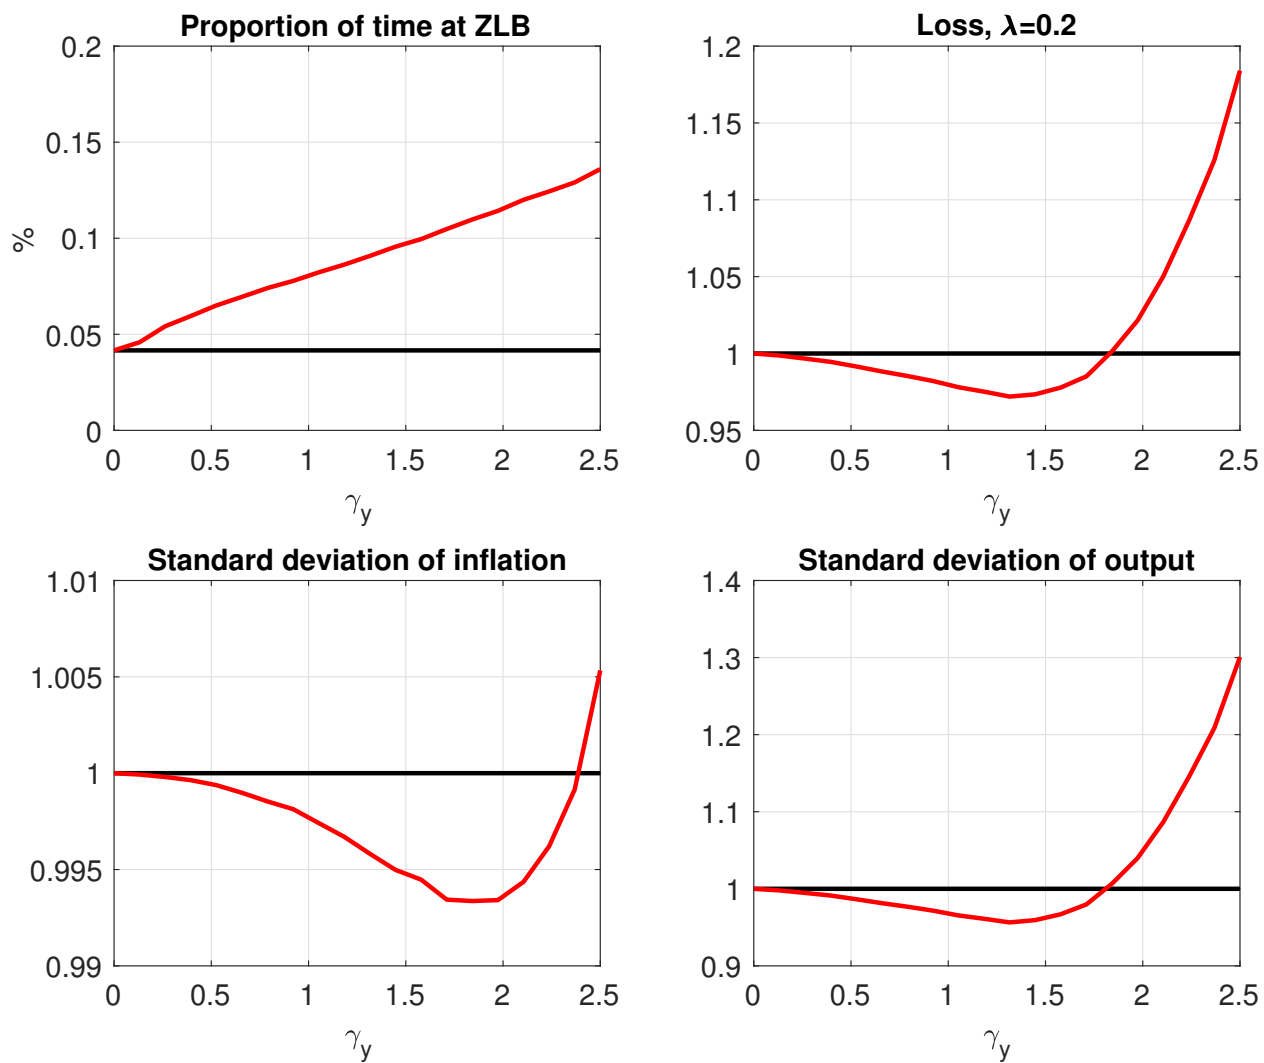 Proportion of time at ZLB
0.2
0.15
0.1
0.05
0
%
0 0.5 1 1.5 2 2.5
γy
Loss, λ=0.2
1.2
1.15
1.1
1.05
1
0.95
0 0.5 1 1.5 2 2.5
γy
Standard deviation of inflation
1.01
1.005
1
0.995
0.99
0 0.5 1 1.5 2 2.5
γy
Standard deviation of output
1.4
1.3
1.2
1.1
1
0.9
0 0.5 1 1.5 2 2.5
γy